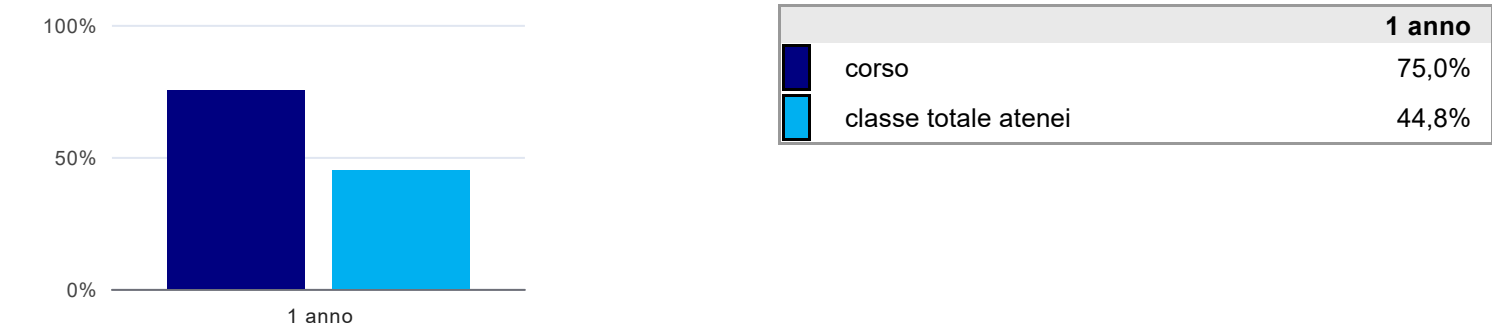 100%
50%
0%
1 anno
1 anno
corso 75,0%
classe totale atenei 44,8%